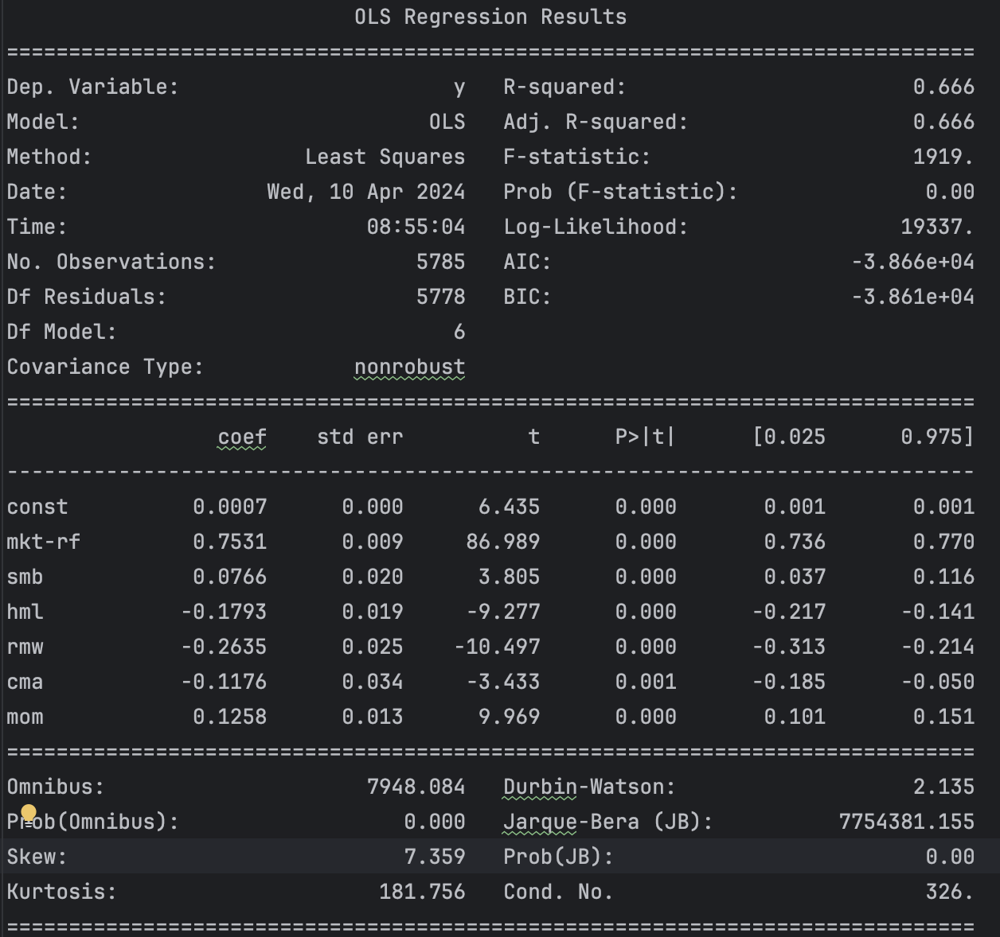 OLS Regression Results
==============================================================================
Dep. Variable:                      y   R-squared:                       0.666
Model:                            OLS   Adj. R-squared:                  0.666
Method:                 Least Squares   F-statistic:                     1919.
Date:                Wed, 10 Apr 2024   Prob (F-statistic):               0.00
Time:                        08:55:04   Log-Likelihood:                 19337.
No. Observations:                5785   AIC:                        -3.866e+04
Df Residuals:                    5778   BIC:                        -3.861e+04
Df Model:                           6
Covariance Type:            nonrobust
==============================================================================
                 coef    std err          t      P>|t|      [0.025      0.975]
------------------------------------------------------------------------------
const          0.0007      0.000      6.435      0.000       0.001       0.001
mkt-rf         0.7531      0.009     86.989      0.000       0.736       0.770
smb            0.0766      0.020      3.805      0.000       0.037       0.116
hml           -0.1793      0.019     -9.277      0.000      -0.217      -0.141
rmw           -0.2635      0.025    -10.497      0.000      -0.313      -0.214
cma           -0.1176      0.034     -3.433      0.001      -0.185      -0.050
mom            0.1258      0.013      9.969      0.000       0.101       0.151
==============================================================================
Omnibus:                     7948.084   Durbin-Watson:                   2.135
Prob(Omnibus):                  0.000   Jarque-Bera (JB):          7754381.155
Skew:                           7.359   Prob(JB):                         0.00
Kurtosis:                     181.756   Cond. No.                         326.
==============================================================================